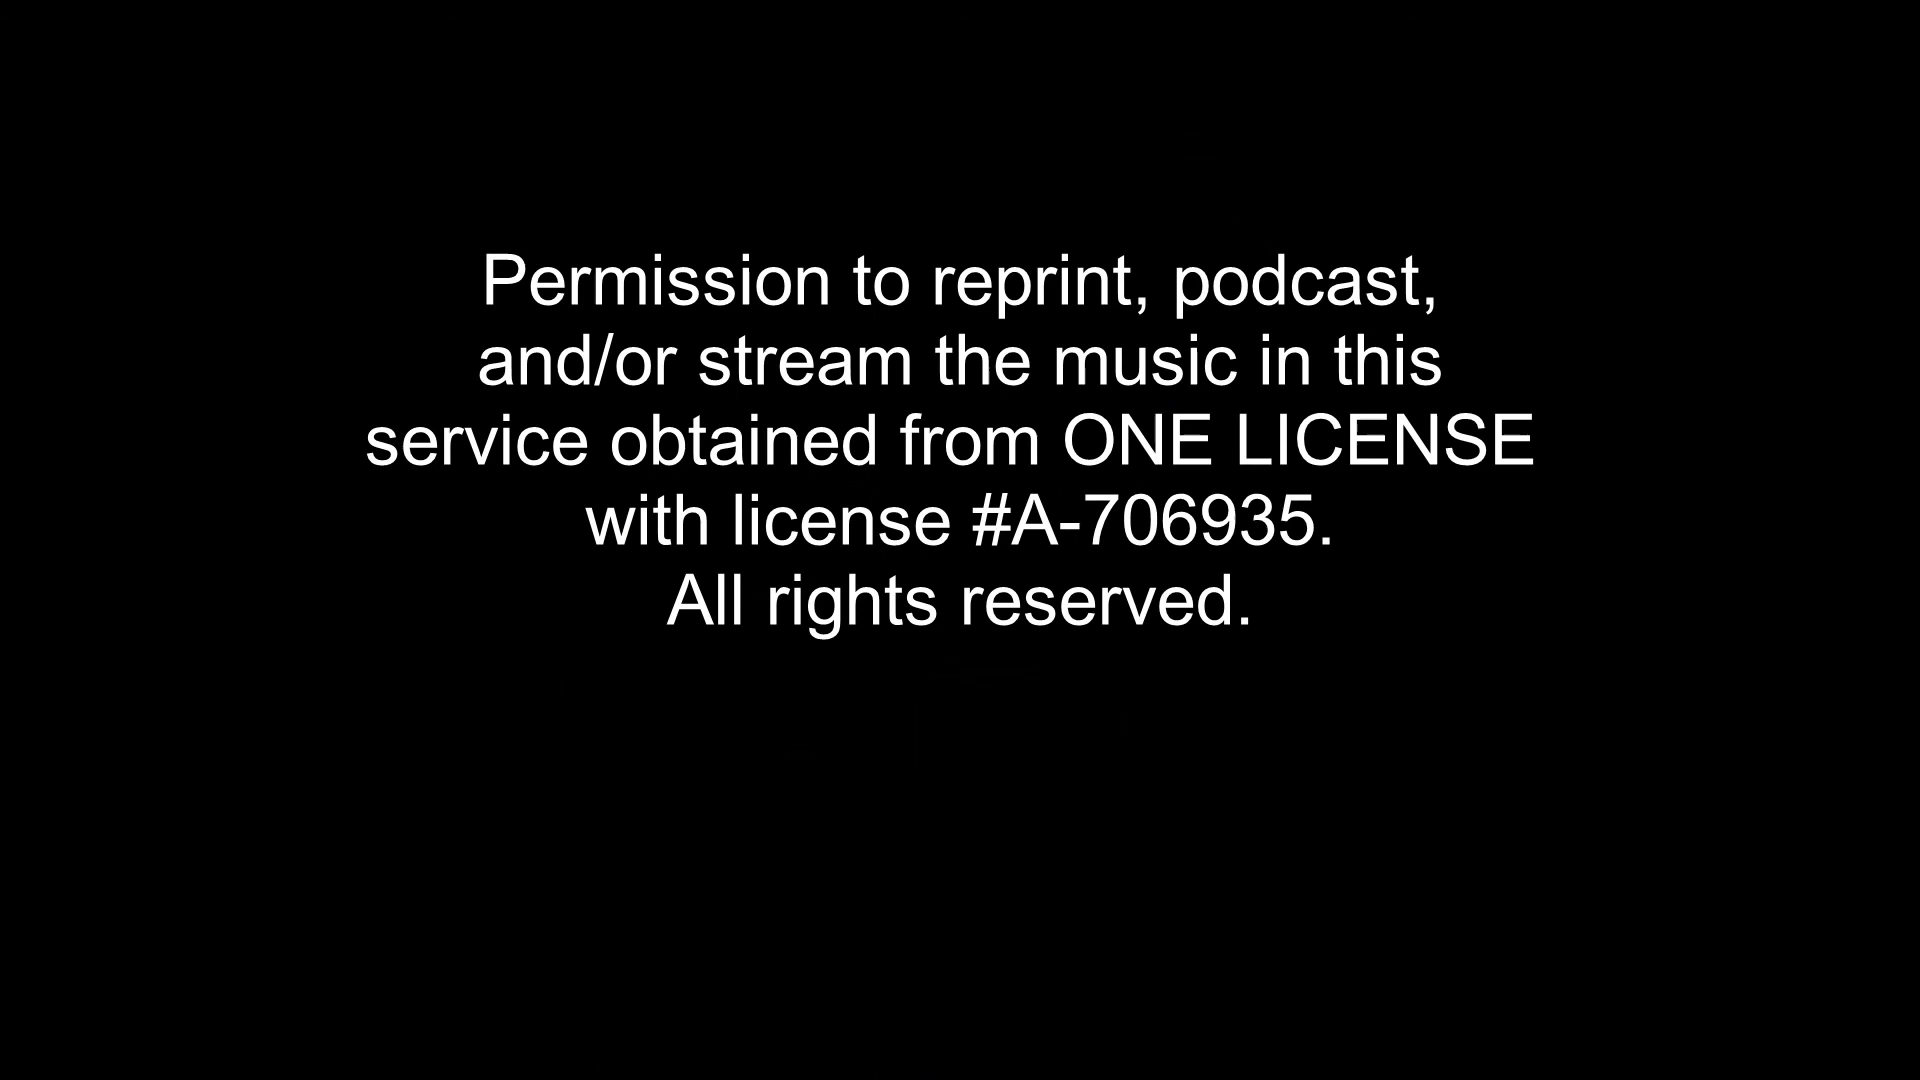 Permission to reprint, podcast,
and/or stream the music in this
service obtained from ONE LICENSE
with license #A-706935.
All rights reserved.